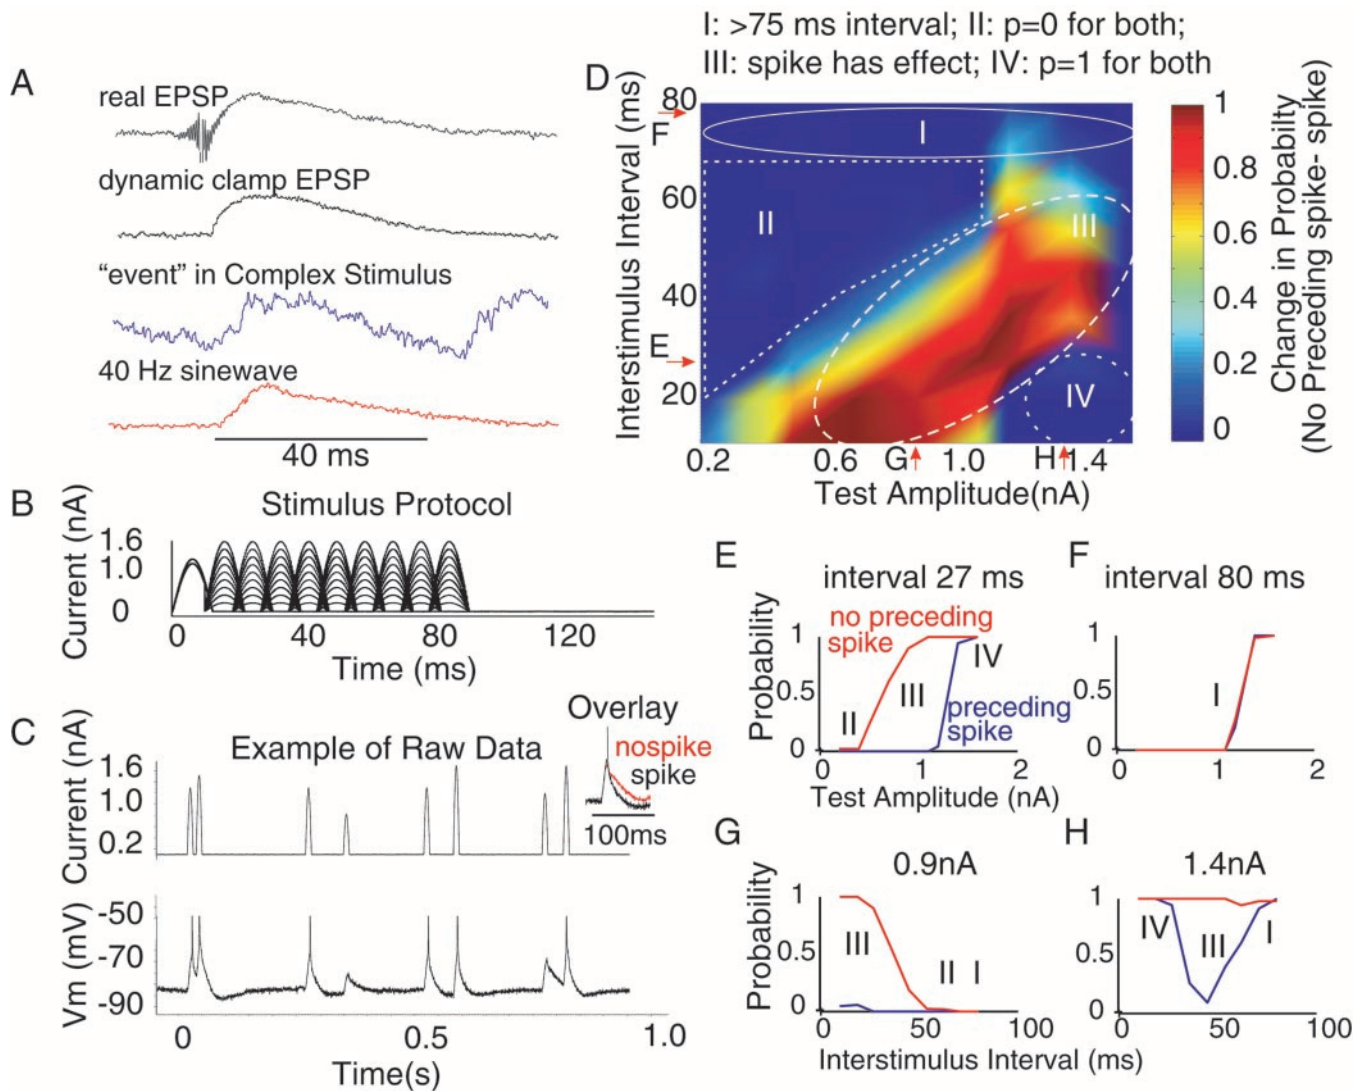 I: >75 ms interval; II: p=0 for both;
III: spike has effect; IV: p=1 for both
A
real EPSP
dynamic clamp EPSP
“event” in Complex Stimulus
40 Hz sinewave
40 ms
D
Interstimulus Interval (ms)
80
60
40
20
F
E
I
II
III
IV
0.2
0.6
G
1.0
H
1.4
Test Amplitude(nA)
1
0.8
0.6
0.4
0.2
0
Change in Probabilty
(No Preceding spike- spike)
B
Stimulus Protocol
Current (nA)
1.6
1.0
0
0
40
80
120
Time (ms)
C
Example of Raw Data
Overlay
nospike
spike
100ms
Current (nA)
1.6
1.0
0.2
Vm (mV)
-50
-70
-90
0
0.5
1.0
Time(s)
E
interval 27 ms
Probability
1
0.5
0
no preceding
spike
preceding
spike
II
III
IV
0
1
2
Test Amplitude (nA)
F
interval 80 ms
1
0.5
0
I
0
1
2
G
0.9nA
Probability
1
0.5
0
III
II
I
0
50
100
H
1.4nA
1
0.5
0
IV
III
I
0
50
100
Interstimulus Interval (ms)